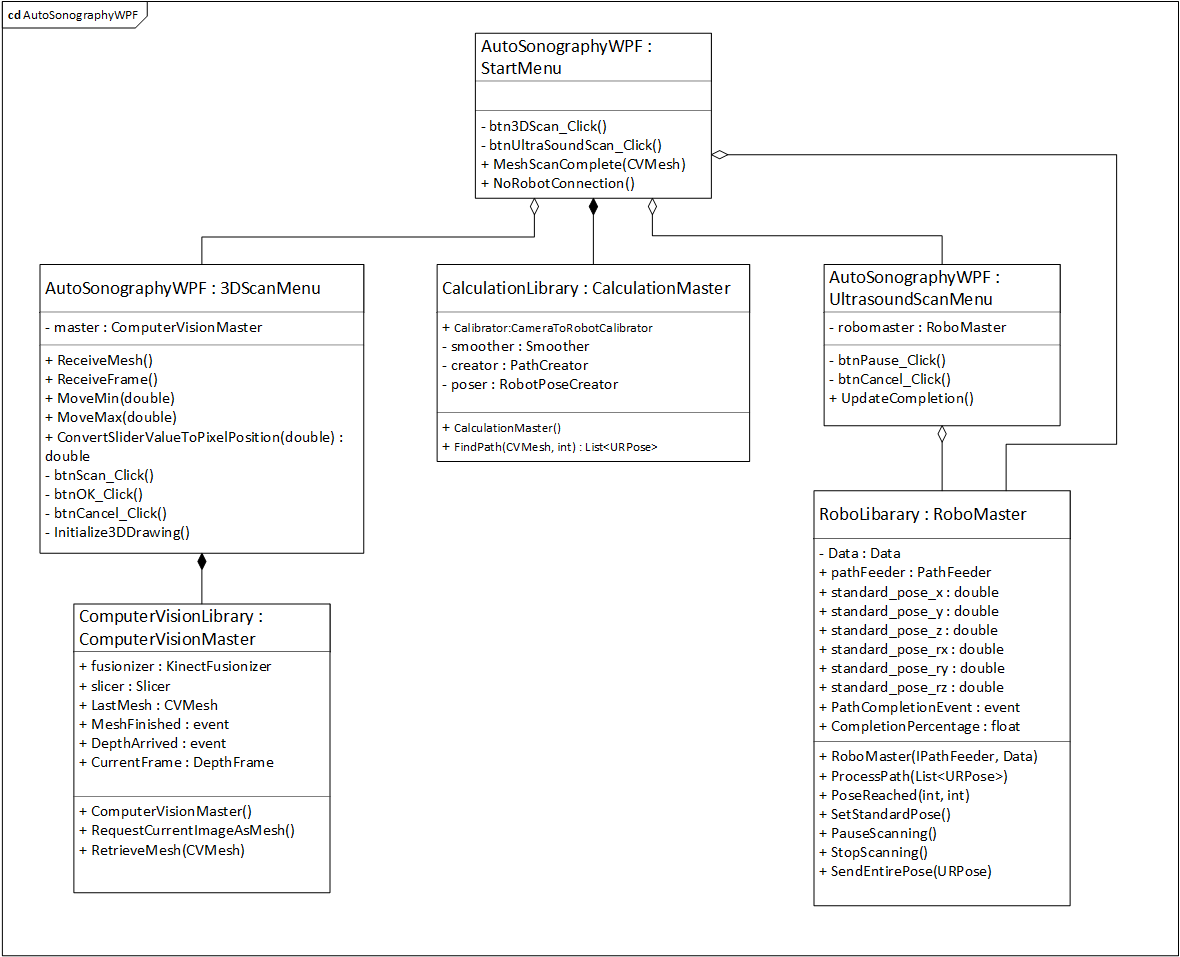 cd AutoSonographyWPF
AutoSonographyWPF :
StartMenu
- btn3DScan_Click()
- btnUltraSoundScan_Click()
+ MeshScanComplete(CVMesh)
+ NoRobotConnection()
AutoSonographyWPF : 3DScanMenu
- master : ComputerVisionMaster
+ ReceiveMesh()
+ ReceiveFrame()
+ MoveMin(double)
+ MoveMax(double)
+ ConvertSliderValueToPixelPosition(double) :
double
- btnScan_Click()
- btnOK_Click()
- btnCancel_Click()
- Initialize3DDrawing()
CalculationLibrary : CalculationMaster
+ Calibrator:CameraToRobotCalibrator
- smoother : Smoother
- creator : PathCreator
- poser : RobotPoseCreator
+ CalculationMaster()
+ FindPath(CVMesh, int) : List<URPose>
AutoSonographyWPF :
UltrasoundScanMenu
- robomaster : RoboMaster
- btnPause_Click()
- btnCancel_Click()
+ UpdateCompletion()
ComputerVisionLibrary :
ComputerVisionMaster
+ fusionizer : KinectFusionizer
+ slicer : Slicer
+ LastMesh : CVMesh
+ MeshFinished : event
+ DepthArrived : event
+ CurrentFrame : DepthFrame
+ ComputerVisionMaster()
+ RequestCurrentImageAsMesh()
+ RetrieveMesh(CVMesh)
RoboLibarary : RoboMaster
- Data : Data
+ pathFeeder : PathFeeder
+ standard_pose_x : double
+ standard_pose_y : double
+ standard_pose_z : double
+ standard_pose_rx : double
+ standard_pose_ry : double
+ standard_pose_rz : double
+ PathCompletionEvent : event
+ CompletionPercentage : float
+ RoboMaster(IPathFeeder, Data)
+ ProcessPath(List<URPose>)
+ PoseReached(int, int)
+ SetStandardPose()
+ PauseScanning()
+ StopScanning()
+ SendEntirePose(URPose)